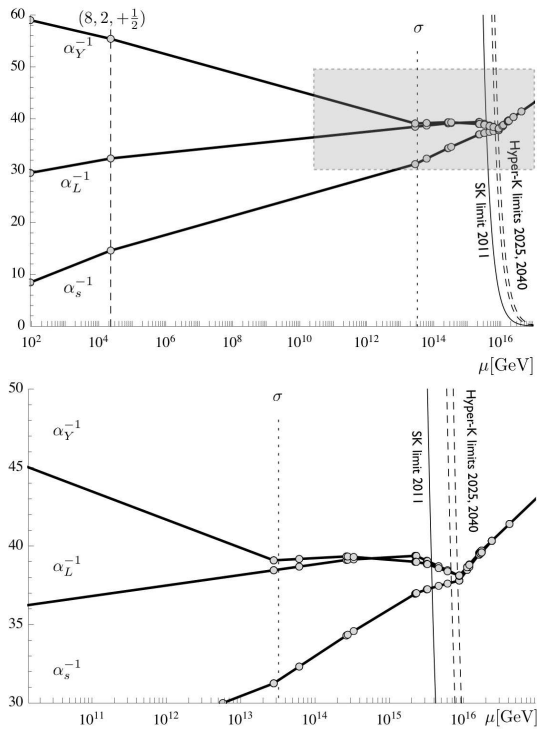 (8, 2, +½)
60
50
40
30
20
10
0
α_Y^{-1}
α_L^{-1}
α_s^{-1}
σ
SK limit 2011
Hyper-K limits 2025, 2040
10^2 10^4 10^6 10^8 10^10 10^12 10^14 10^16
μ[GeV]
50
45
40
35
30
α_Y^{-1}
α_L^{-1}
α_s^{-1}
σ
SK limit 2011
Hyper-K limits 2025, 2040
10^11 10^12 10^13 10^14 10^15 10^16 μ[GeV]